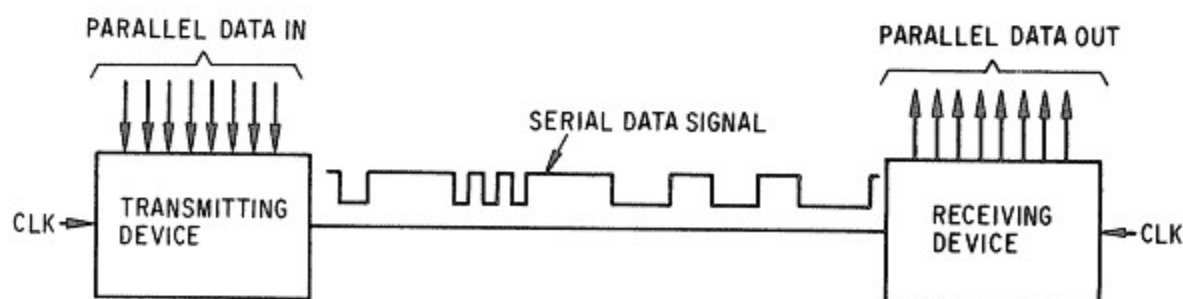 PARALLEL DATA IN
PARALLEL DATA OUT
SERIAL DATA SIGNAL
CLK
TRANSMITTING
DEVICE
RECEIVING
DEVICE
CLK